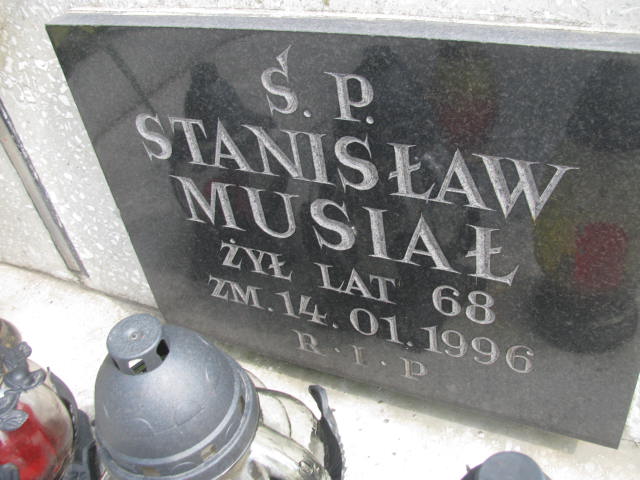 Ś. P.
STANISŁAW
MUSIAŁ
ŻYŁ LAT 68
ZM. 14.01.1996
R·I·P